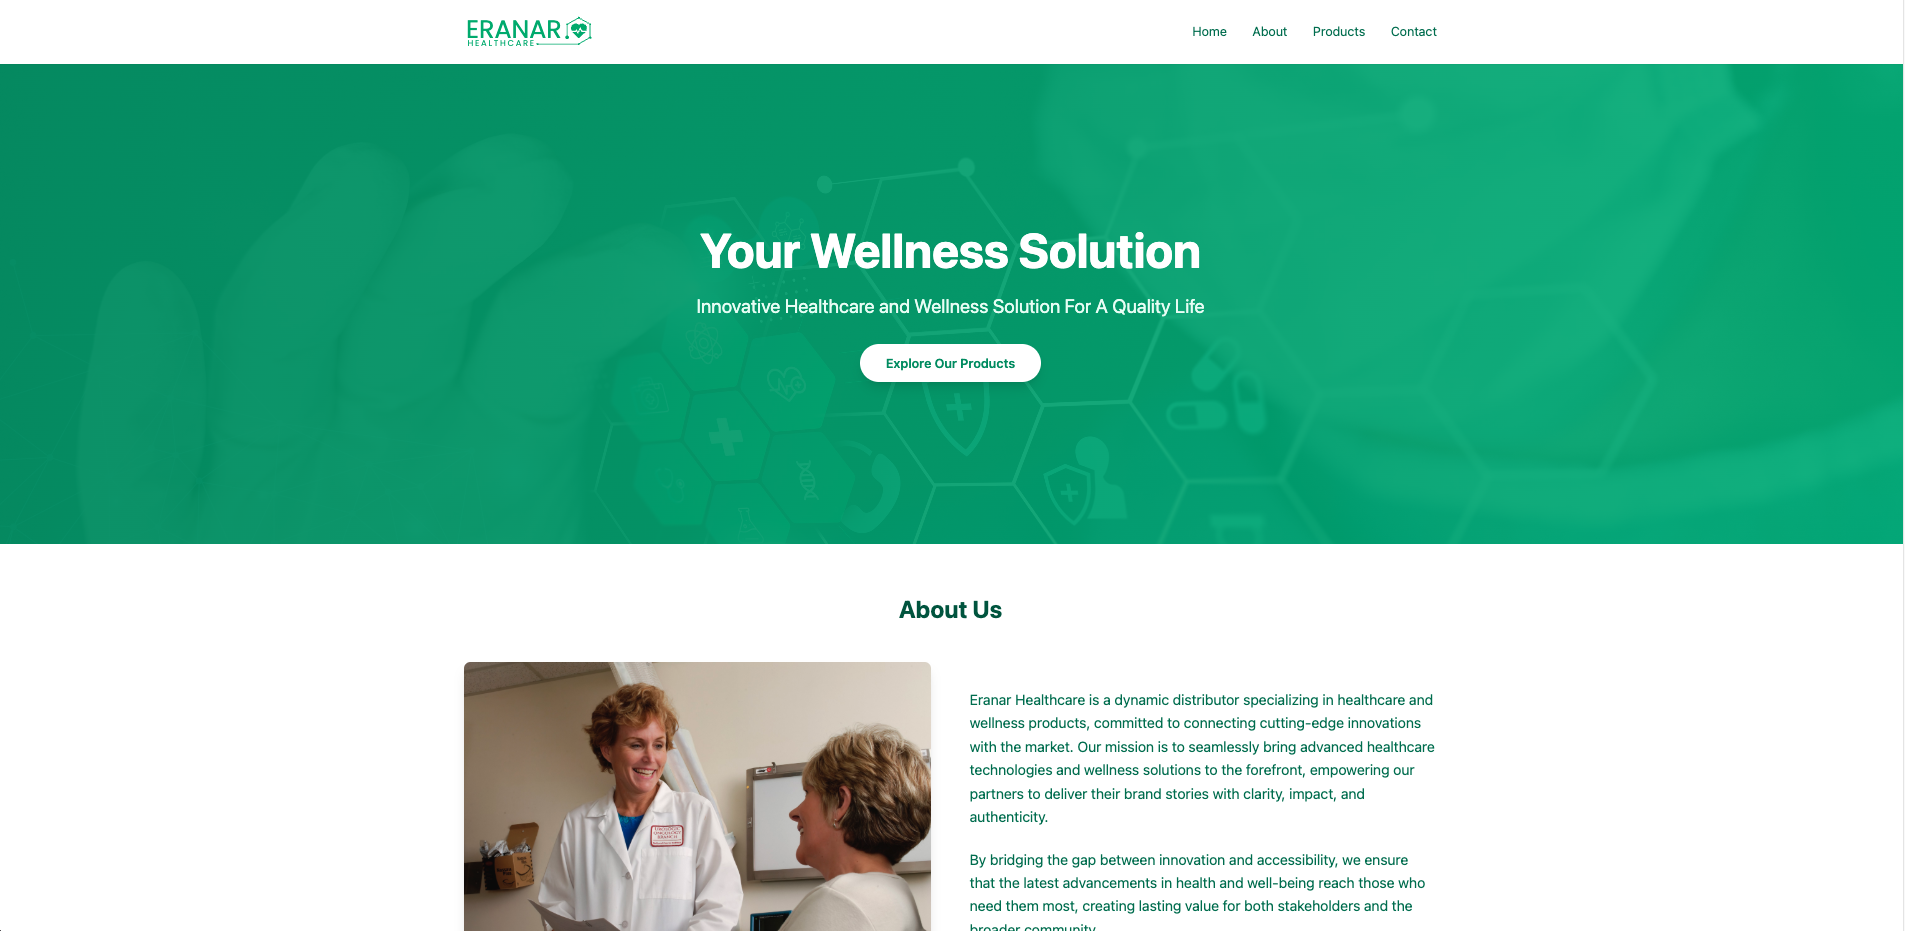 ERANAR
HEALTHCARE
Home About Products Contact
Your Wellness Solution
Innovative Healthcare and Wellness Solution For A Quality Life
Explore Our Products
About Us
UROLOGIC
ONCOLOGY
BRANCH
Eranar Healthcare is a dynamic distributor specializing in healthcare and
wellness products, committed to connecting cutting-edge innovations
with the market. Our mission is to seamlessly bring advanced healthcare
technologies and wellness solutions to the forefront, empowering our
partners to deliver their brand stories with clarity, impact, and
authenticity.
By bridging the gap between innovation and accessibility, we ensure
that the latest advancements in health and well-being reach those who
need them most, creating lasting value for both stakeholders and the
broader community.